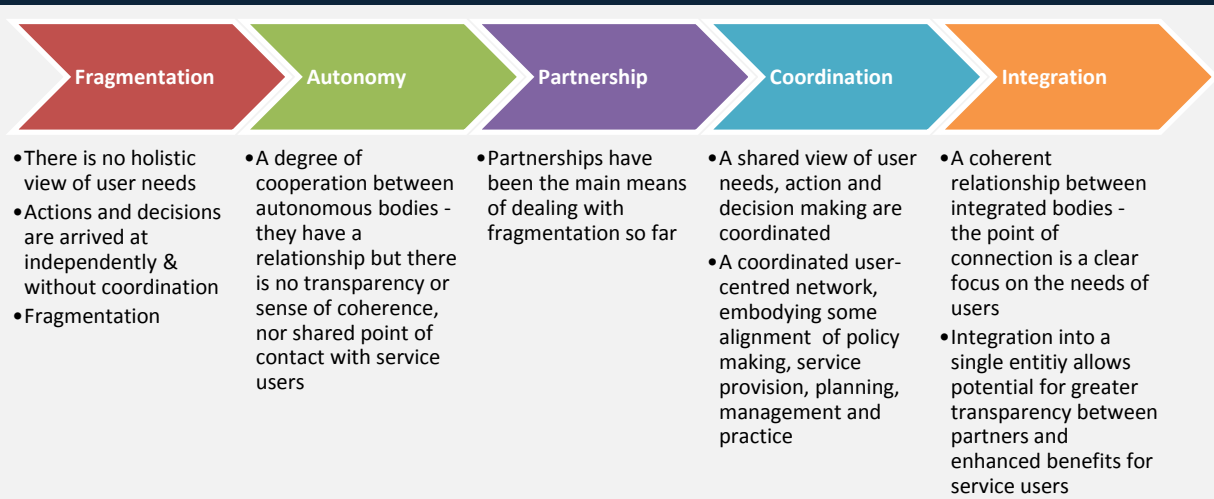 Fragmentation
Autonomy
Partnership
Coordination
Integration
•There is no holistic
view of user needs
•Actions and decisions
are arrived at
independently &
without coordination
•Fragmentation
•A degree of
cooperation between
autonomous bodies -
they have a
relationship but there
is no transparency or
sense of coherence,
nor shared point of
contact with service
users
•Partnerships have
been the main means
of dealing with
fragmentation so far
•A shared view of user
needs, action and
decision making are
coordinated
•A coordinated user-
centred network,
embodying some
alignment of policy
making, service
provision, planning,
management and
practice
•A coherent
relationship between
integrated bodies -
the point of
connection is a clear
focus on the needs of
users
•Integration into a
single entitiy allows
potential for greater
transparency between
partners and
enhanced benefits for
service users